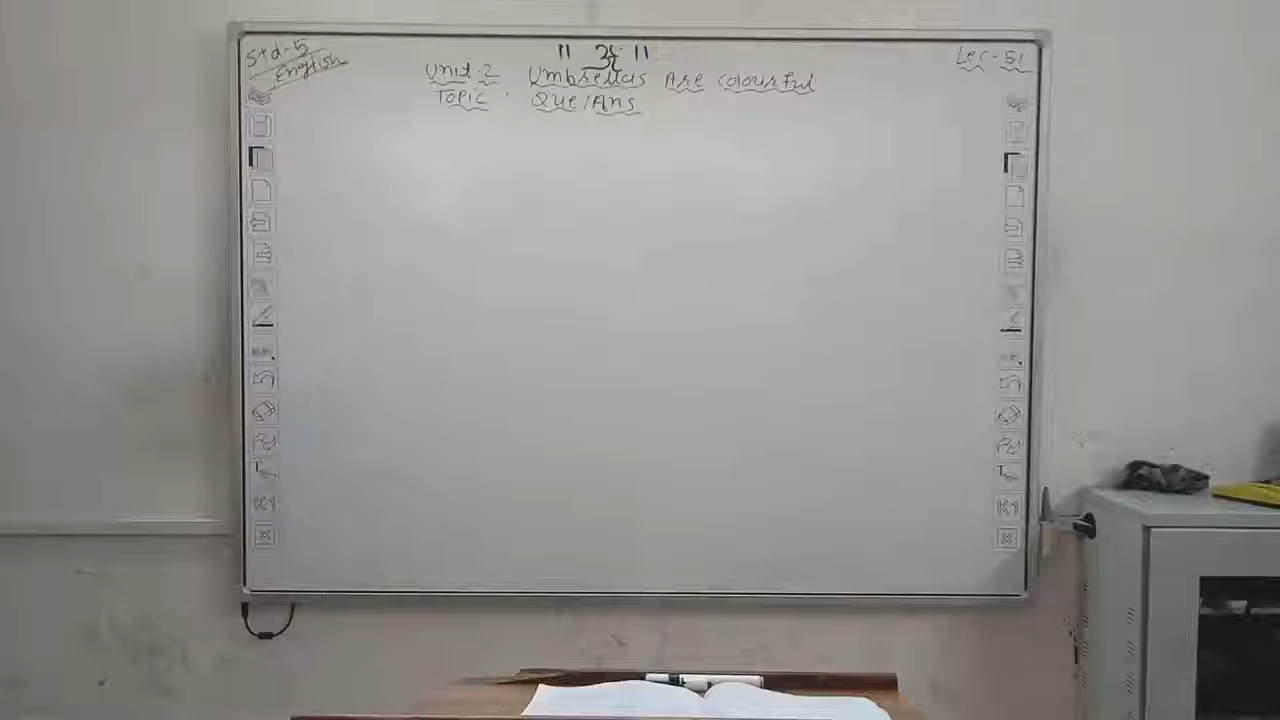 Std-5
English
Lec-51
Unit-2 Umbrellas Are colourful
Topic Que/Ans